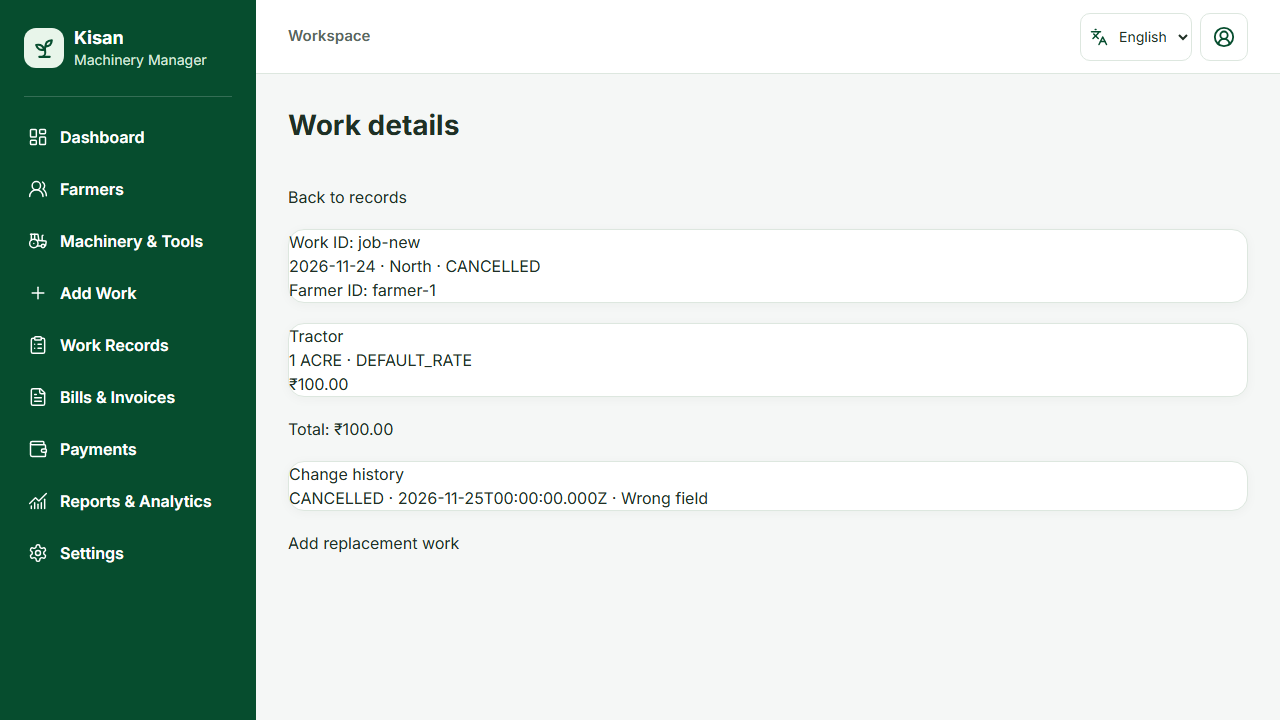 Kisan
Machinery Manager
Dashboard
Farmers
Machinery & Tools
Add Work
Work Records
Bills & Invoices
Payments
Reports & Analytics
Settings
Workspace
English
Work details
Back to records
Work ID: job-new
2026-11-24 · North · CANCELLED
Farmer ID: farmer-1
Tractor
1 ACRE · DEFAULT_RATE
₹100.00
Total: ₹100.00
Change history
CANCELLED · 2026-11-25T00:00:00.000Z · Wrong field
Add replacement work